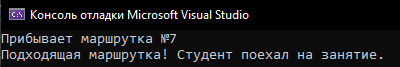 Консоль отладки Microsoft Visual Studio
Прибывает маршрутка №7
Подходящая маршрутка! Студент поехал на занятие.